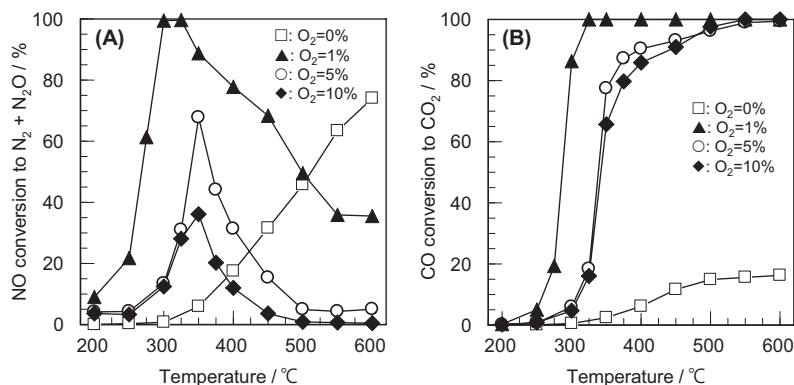 (A)
□: O₂=0%
▲: O₂=1%
○: O₂=5%
◆: O₂=10%
NO conversion to N₂ + N₂O / %
100
80
60
40
20
0
200 300 400 500 600
Temperature / ℃
(B)
□: O₂=0%
▲: O₂=1%
○: O₂=5%
◆: O₂=10%
CO conversion to CO₂ / %
100
80
60
40
20
0
200 300 400 500 600
Temperature / ℃